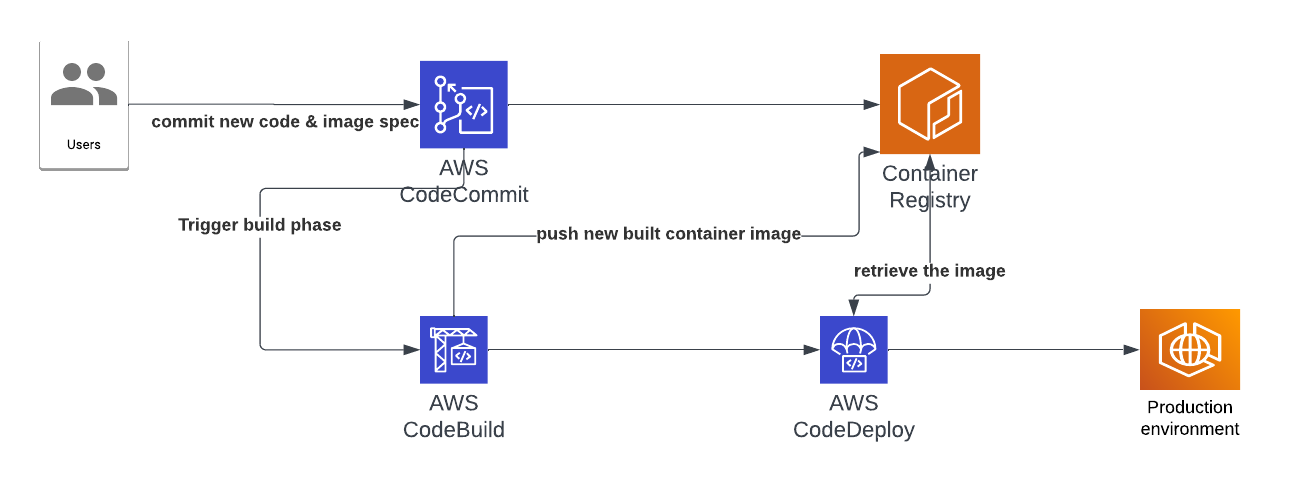 Users
commit new code & image spec
AWS
CodeCommit
Container
Registry
Trigger build phase
push new built container image
retrieve the image
AWS
CodeBuild
AWS
CodeDeploy
Production
environment